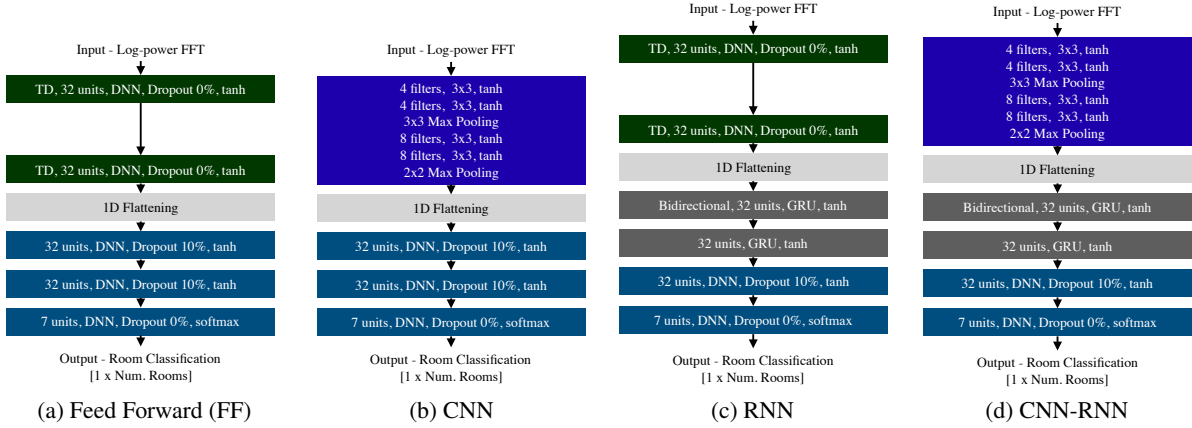 Input - Log-power FFT
TD, 32 units, DNN, Dropout 0%, tanh
TD, 32 units, DNN, Dropout 0%, tanh
1D Flattening
32 units, DNN, Dropout 10%, tanh
32 units, DNN, Dropout 10%, tanh
7 units, DNN, Dropout 0%, softmax
Output - Room Classification
[1 x Num. Rooms]
(a) Feed Forward (FF)
Input - Log-power FFT
4 filters, 3x3, tanh
4 filters, 3x3, tanh
3x3 Max Pooling
8 filters, 3x3, tanh
8 filters, 3x3, tanh
2x2 Max Pooling
1D Flattening
32 units, DNN, Dropout 10%, tanh
32 units, DNN, Dropout 10%, tanh
7 units, DNN, Dropout 0%, softmax
Output - Room Classification
[1 x Num. Rooms]
(b) CNN
Input - Log-power FFT
TD, 32 units, DNN, Dropout 0%, tanh
TD, 32 units, DNN, Dropout 0%, tanh
1D Flattening
Bidirectional, 32 units, GRU, tanh
32 units, GRU, tanh
32 units, DNN, Dropout 10%, tanh
7 units, DNN, Dropout 0%, softmax
Output - Room Classification
[1 x Num. Rooms]
(c) RNN
Input - Log-power FFT
4 filters, 3x3, tanh
4 filters, 3x3, tanh
3x3 Max Pooling
8 filters, 3x3, tanh
8 filters, 3x3, tanh
2x2 Max Pooling
1D Flattening
Bidirectional, 32 units, GRU, tanh
32 units, GRU, tanh
32 units, DNN, Dropout 10%, tanh
7 units, DNN, Dropout 0%, softmax
Output - Room Classification
[1 x Num. Rooms]
(d) CNN-RNN